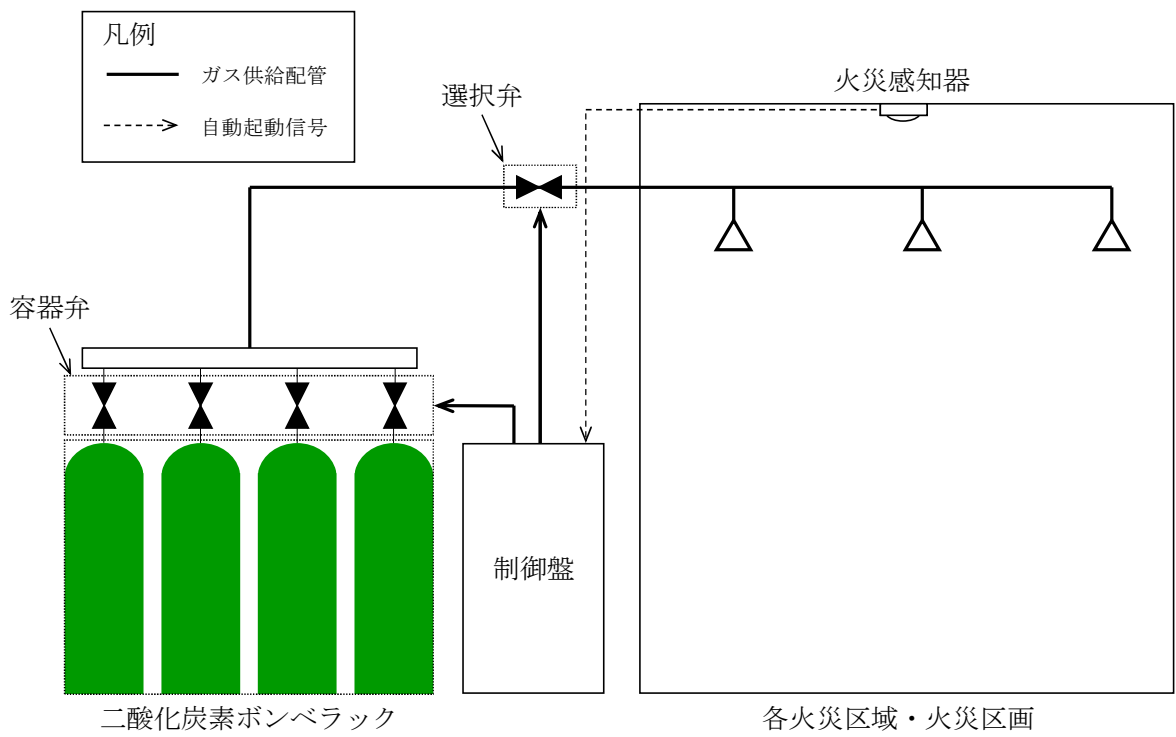 凡例
ガス供給配管
自動起動信号
選択弁
火災感知器
容器弁
制御盤
二酸化炭素ボンベラック
各火災区域・火災区画